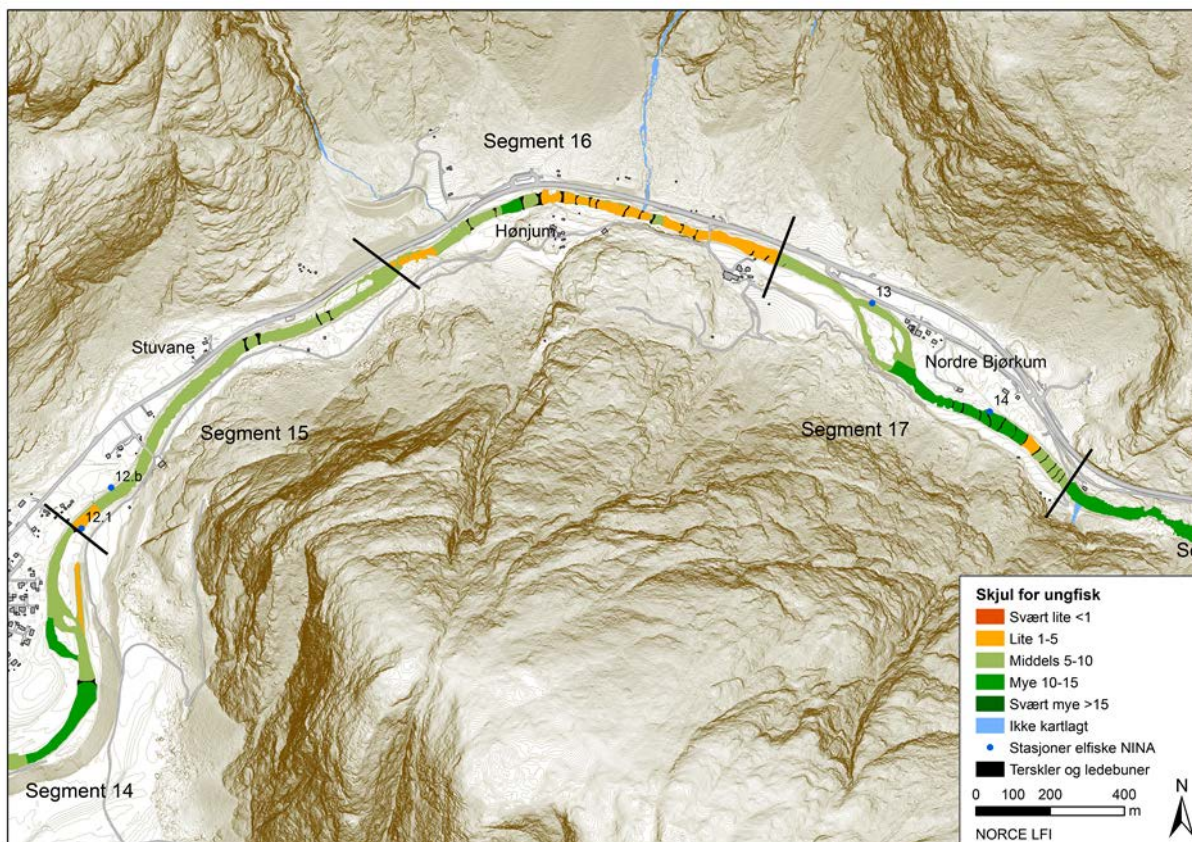 Segment 16
Hønjum
13
Stuvane
Nordre Bjørkum
14
Segment 15
Segment 17
12.b
12.1
Segment 14
Skjul for ungfisk
Svært lite <1
Lite 1-5
Middels 5-10
Mye 10-15
Svært mye >15
Ikke kartlagt
Stasjoner elfiske NINA
Terskler og ledebuner
0 100 200 400
m
N
NORCE LFI